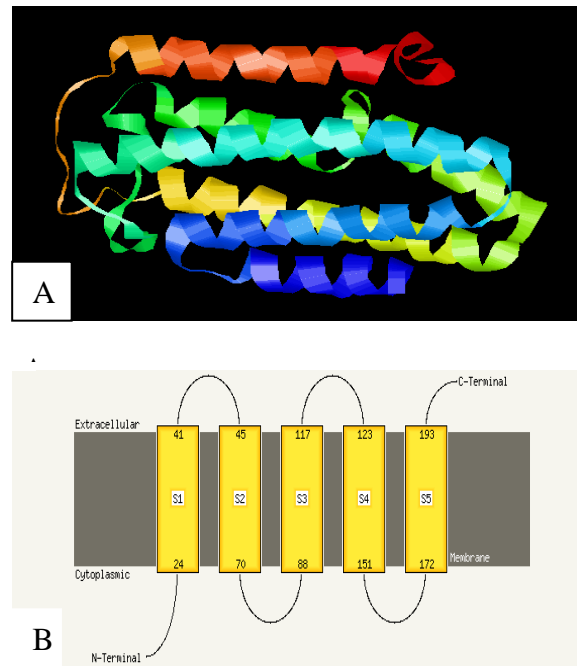 A
C-Terminal
Extracellular
41 45 117 123 193
S1 S2 S3 S4 S5
24 70 88 151 172
Membrane
Cytoplasmic
B
N-Terminal